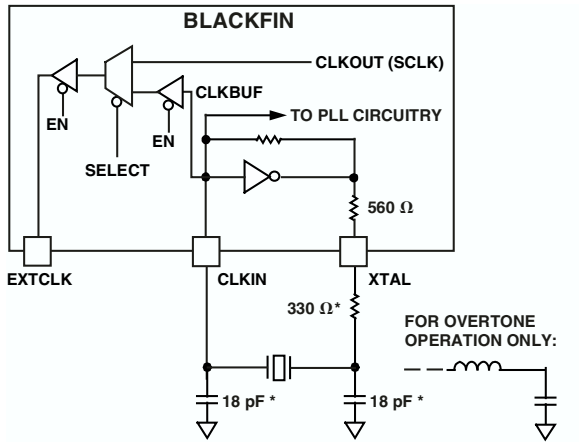 BLACKFIN
CLKOUT (SCLK)
CLKBUF
TO PLL CIRCUITRY
EN
EN
SELECT
560 Ω
EXTCLK
CLKIN
XTAL
330 Ω*
FOR OVERTONE
OPERATION ONLY:
18 pF *
18 pF *